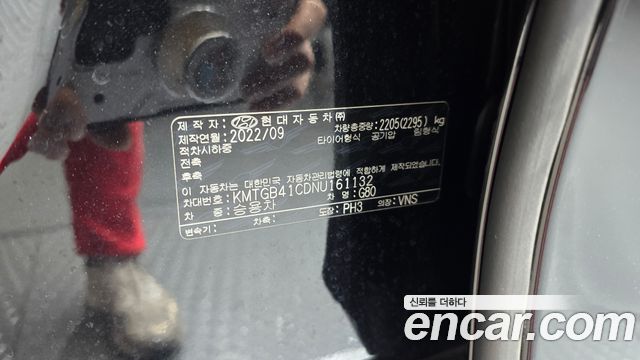 제작자: 현대자동차㈜
제작연월: 2022/09 차량총중량: 2205(2295) kg
적차시하중 타이어형식 공기압 림형식
전축
후축
이 자동차는 대한민국 자동차관리법령에 적합하게 제작되었습니다.
차대번호: KMTGB41CDNU161132
차종: 승용차 차명: G80
변속기: 차축: 도장: PH3 의장: VNS
신뢰를 더하다
encar.com